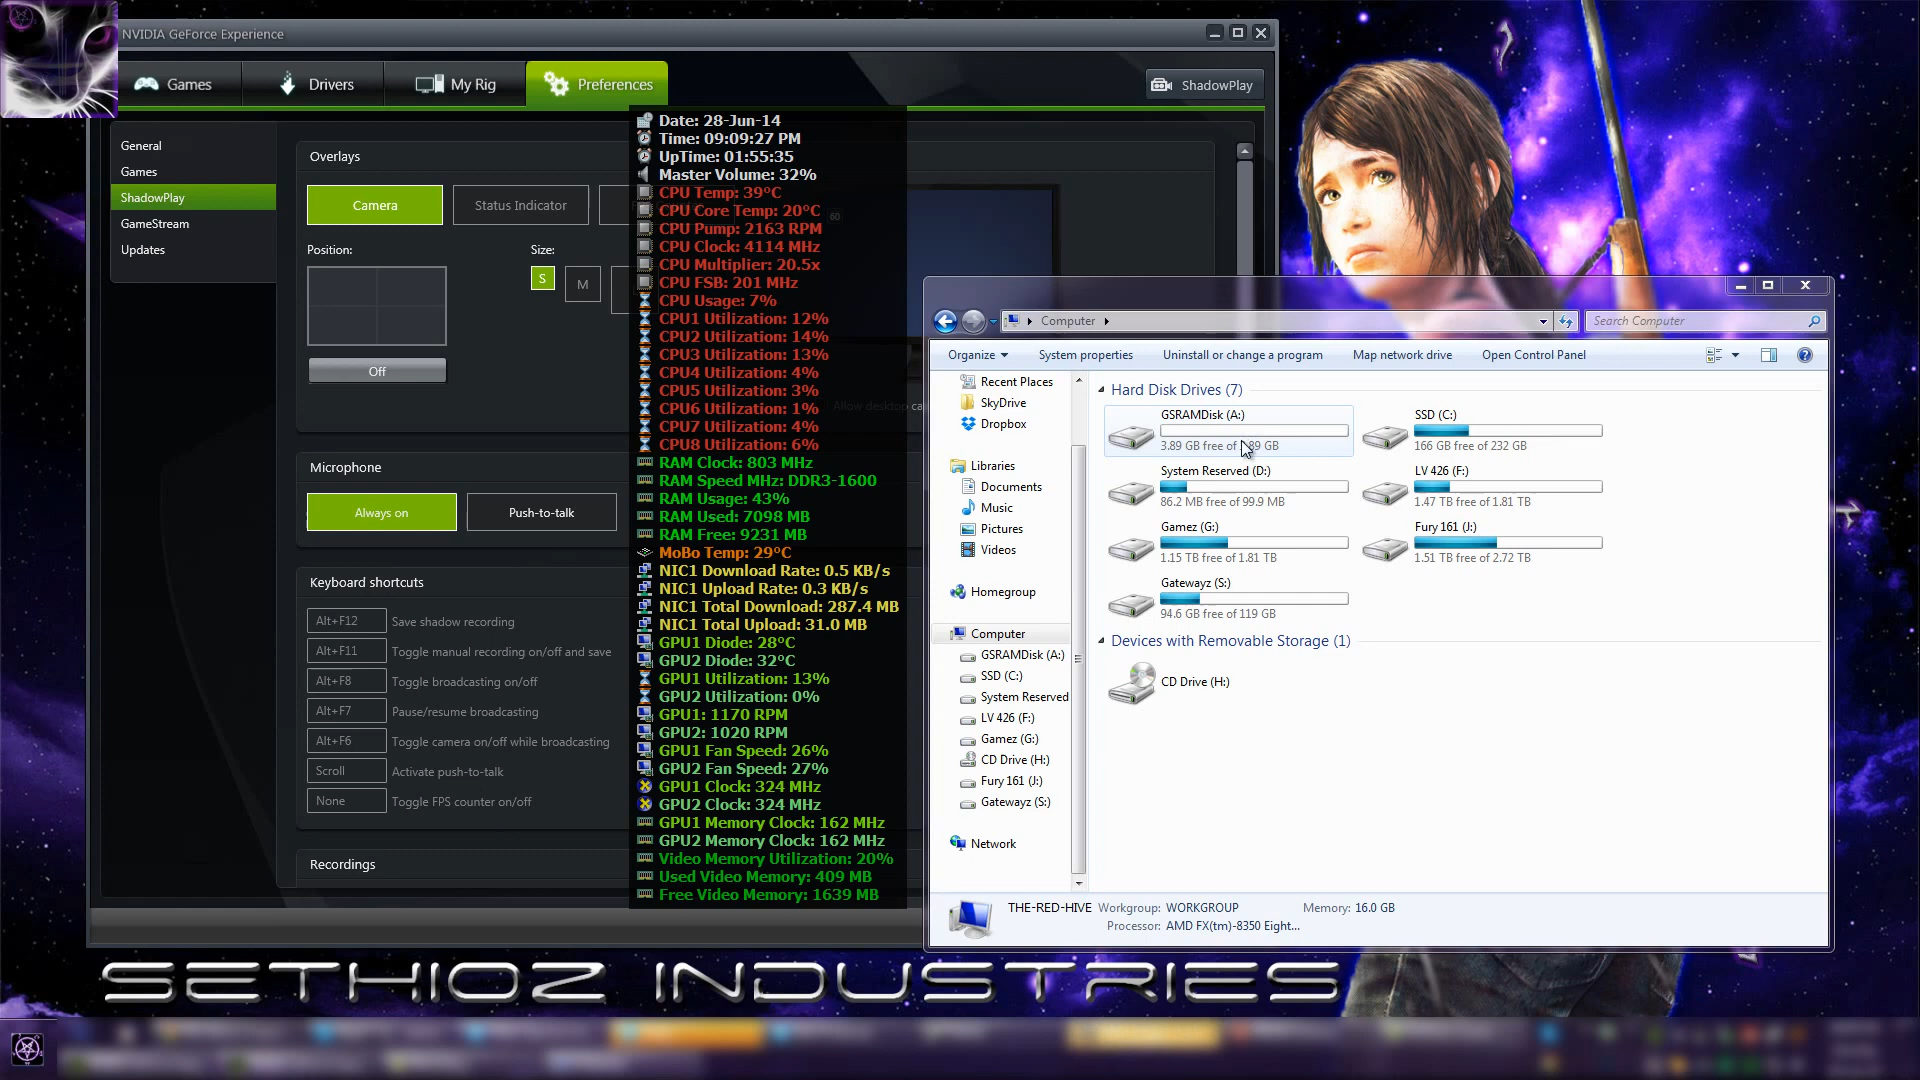 NVIDIA GeForce Experience
Games
Drivers
My Rig
Preferences
ShadowPlay
General
Games
ShadowPlay
GameStream
Updates
Overlays
Camera
Status Indicator
Position:
Size:
S
M
Off
60
Allow desktop ca
Microphone
Always on
Push-to-talk
Keyboard shortcuts
Alt+F12 Save shadow recording
Alt+F11 Toggle manual recording on/off and save
Alt+F8 Toggle broadcasting on/off
Alt+F7 Pause/resume broadcasting
Alt+F6 Toggle camera on/off while broadcasting
Scroll Activate push-to-talk
None Toggle FPS counter on/off
Recordings
Date: 28-Jun-14
Time: 09:09:27 PM
UpTime: 01:55:35
Master Volume: 32%
CPU Temp: 39ºC
CPU Core Temp: 20ºC
CPU Pump: 2163 RPM
CPU Clock: 4114 MHz
CPU Multiplier: 20.5x
CPU FSB: 201 MHz
CPU Usage: 7%
CPU1 Utilization: 12%
CPU2 Utilization: 14%
CPU3 Utilization: 13%
CPU4 Utilization: 4%
CPU5 Utilization: 3%
CPU6 Utilization: 1%
CPU7 Utilization: 4%
CPU8 Utilization: 6%
RAM Clock: 803 MHz
RAM Speed MHz: DDR3-1600
RAM Usage: 43%
RAM Used: 7098 MB
RAM Free: 9231 MB
MoBo Temp: 29ºC
NIC1 Download Rate: 0.5 KB/s
NIC1 Upload Rate: 0.3 KB/s
NIC1 Total Download: 287.4 MB
NIC1 Total Upload: 31.0 MB
GPU1 Diode: 28ºC
GPU2 Diode: 32ºC
GPU1 Utilization: 13%
GPU2 Utilization: 0%
GPU1: 1170 RPM
GPU2: 1020 RPM
GPU1 Fan Speed: 26%
GPU2 Fan Speed: 27%
GPU1 Clock: 324 MHz
GPU2 Clock: 324 MHz
GPU1 Memory Clock: 162 MHz
GPU2 Memory Clock: 162 MHz
Video Memory Utilization: 20%
Used Video Memory: 409 MB
Free Video Memory: 1639 MB
Computer
Search Computer
Organize
System properties
Uninstall or change a program
Map network drive
Open Control Panel
Recent Places
SkyDrive
Dropbox
Libraries
Documents
Music
Pictures
Videos
Homegroup
Computer
GSRAMDisk (A:)
SSD (C:)
System Reserved
LV 426 (F:)
Gamez (G:)
CD Drive (H:)
Fury 161 (J:)
Gatewayz (S:)
Network
Hard Disk Drives (7)
GSRAMDisk (A:)
3.89 GB free of 89 GB
SSD (C:)
166 GB free of 232 GB
System Reserved (D:)
86.2 MB free of 99.9 MB
LV 426 (F:)
1.47 TB free of 1.81 TB
Gamez (G:)
1.15 TB free of 1.81 TB
Fury 161 (J:)
1.51 TB free of 2.72 TB
Gatewayz (S:)
94.6 GB free of 119 GB
Devices with Removable Storage (1)
CD Drive (H:)
THE-RED-HIVE Workgroup: WORKGROUP Memory: 16.0 GB
Processor: AMD FX(tm)-8350 Eight...
SETHIOZ INDUSTRIES